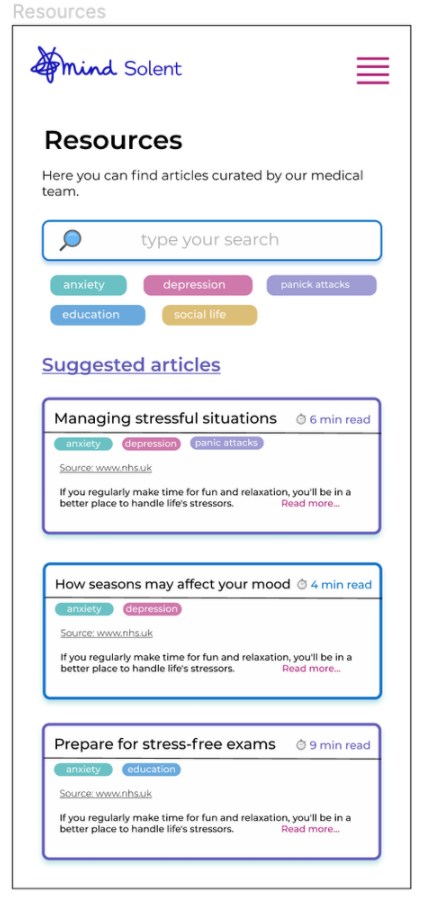 Resources
mind Solent
Resources
Here you can find articles curated by our medical
team.
type your search
anxiety depression panick attacks
education social life
Suggested articles
Managing stressful situations 6 min read
anxiety depression panic attacks
Source: www.nhs.uk
If you regularly make time for fun and relaxation, you'll be in a
better place to handle life's stressors. Read more...
How seasons may affect your mood 4 min read
anxiety depression
Source: www.nhs.uk
If you regularly make time for fun and relaxation, you'll be in a
better place to handle life's stressors. Read more...
Prepare for stress-free exams 9 min read
anxiety education
Source: www.nhs.uk
If you regularly make time for fun and relaxation, you'll be in a
better place to handle life's stressors. Read more...